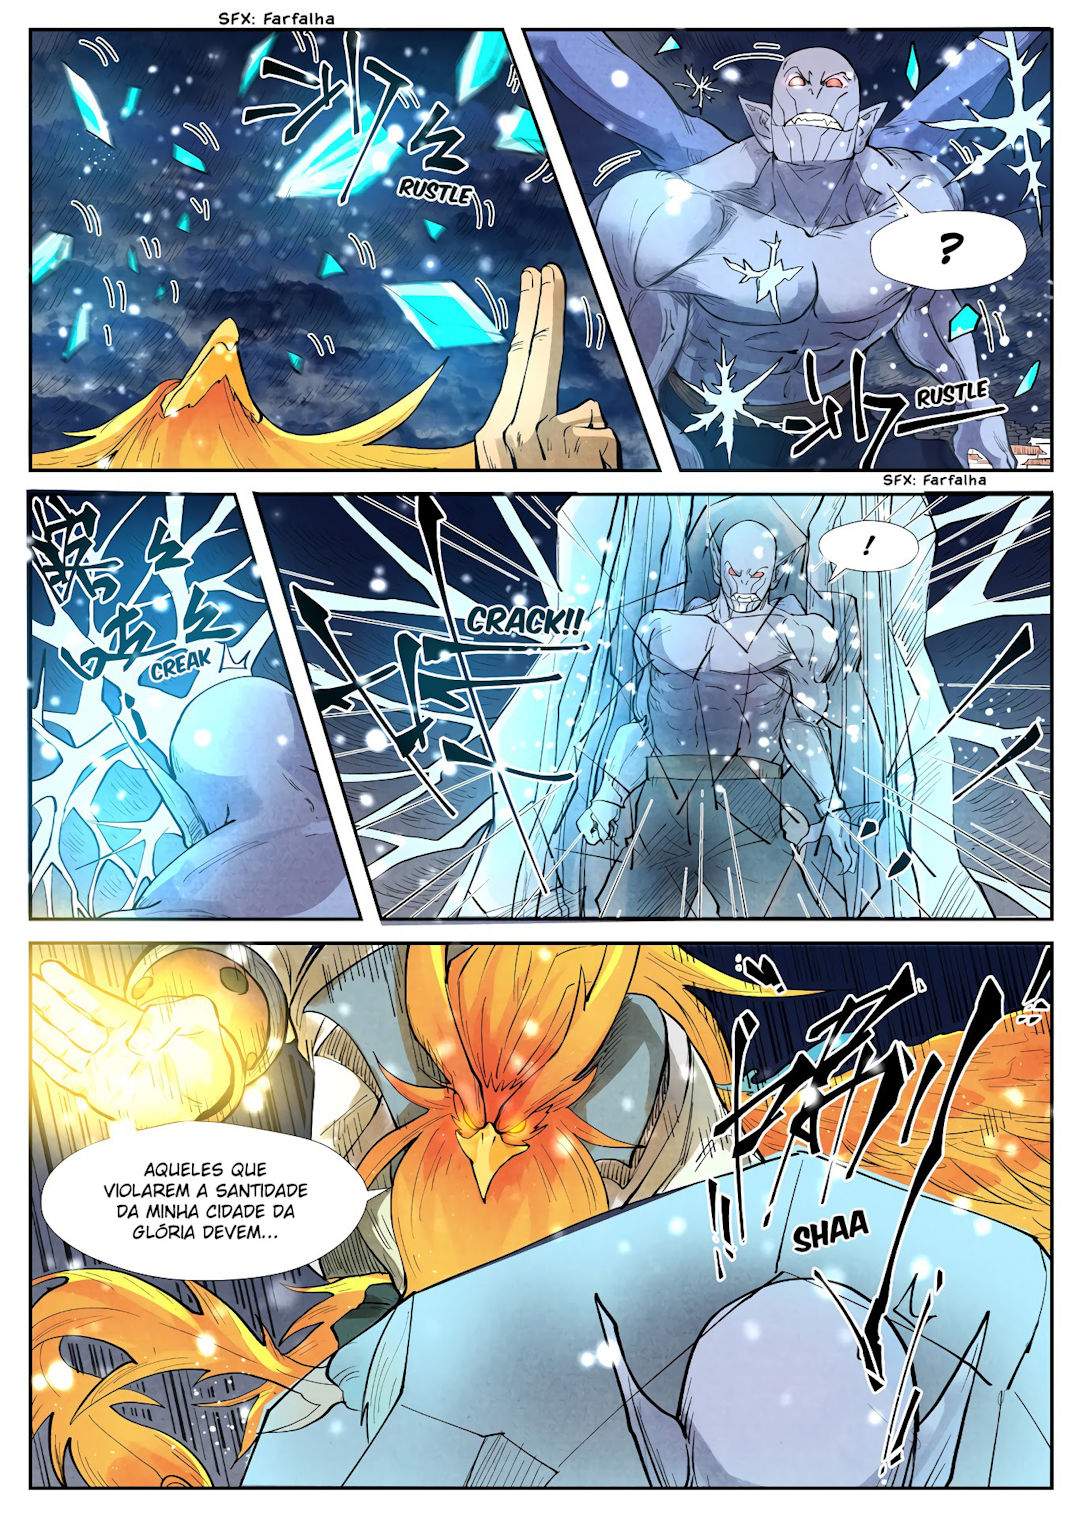 SFX: Farfalha
RUSTLE
?
RUSTLE
SFX: Farfalha
CREAK
CRACK!!
!
AQUELES QUE
VIOLAREM A SANTIDADE
DA MINHA CIDADE DA
GLÓRIA DEVEM...
SHAA